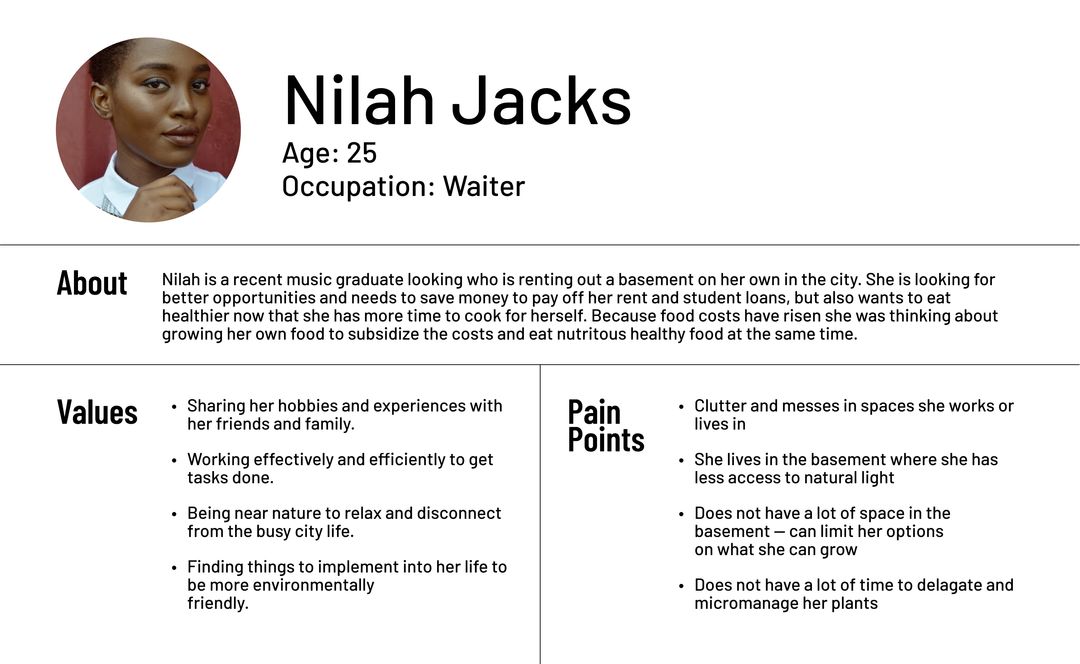 Nilah Jacks
Age: 25
Occupation: Waiter
About
Nilah is a recent music graduate looking who is renting out a basement on her own in the city. She is looking for
better opportunities and needs to save money to pay off her rent and student loans, but also wants to eat
healthier now that she has more time to cook for herself. Because food costs have risen she was thinking about
growing her own food to subsidize the costs and eat nutritous healthy food at the same time.
Values
• Sharing her hobbies and experiences with
her friends and family.
• Working effectively and efficiently to get
tasks done.
• Being near nature to relax and disconnect
from the busy city life.
• Finding things to implement into her life to
be more environmentally
friendly.
Pain
Points
• Clutter and messes in spaces she works or
lives in
• She lives in the basement where she has
less access to natural light
• Does not have a lot of space in the
basement — can limit her options
on what she can grow
• Does not have a lot of time to delagate and
micromanage her plants